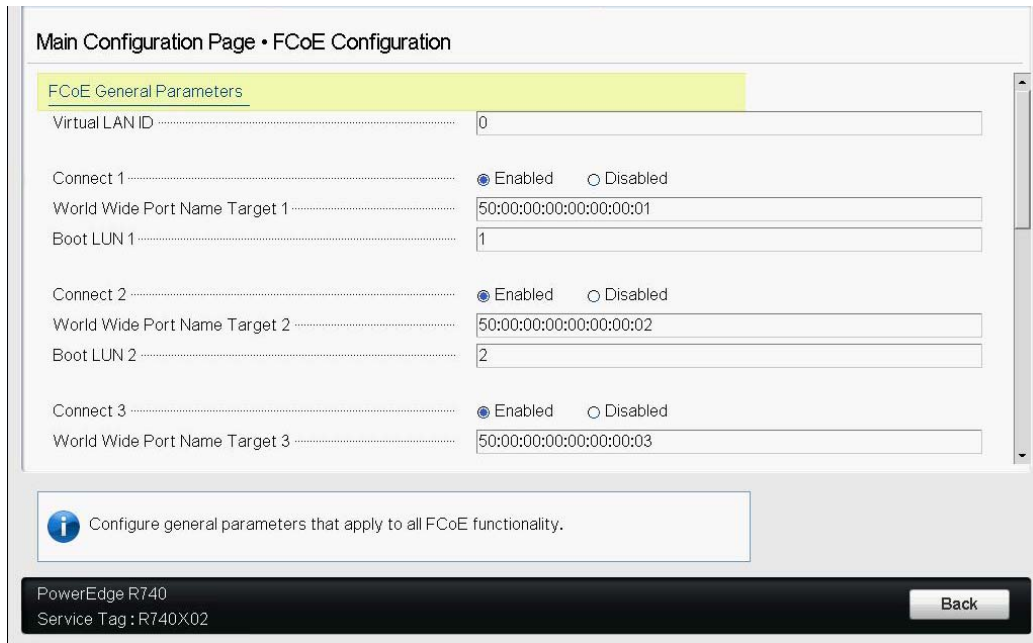 Main Configuration Page • FCoE Configuration
FCoE General Parameters
Virtual LAN ID 0
Connect 1 Enabled Disabled
World Wide Port Name Target 1 50:00:00:00:00:00:00:01
Boot LUN 1 1
Connect 2 Enabled Disabled
World Wide Port Name Target 2 50:00:00:00:00:00:00:02
Boot LUN 2 2
Connect 3 Enabled Disabled
World Wide Port Name Target 3 50:00:00:00:00:00:00:03
Configure general parameters that apply to all FCoE functionality.
PowerEdge R740
Service Tag : R740X02
Back